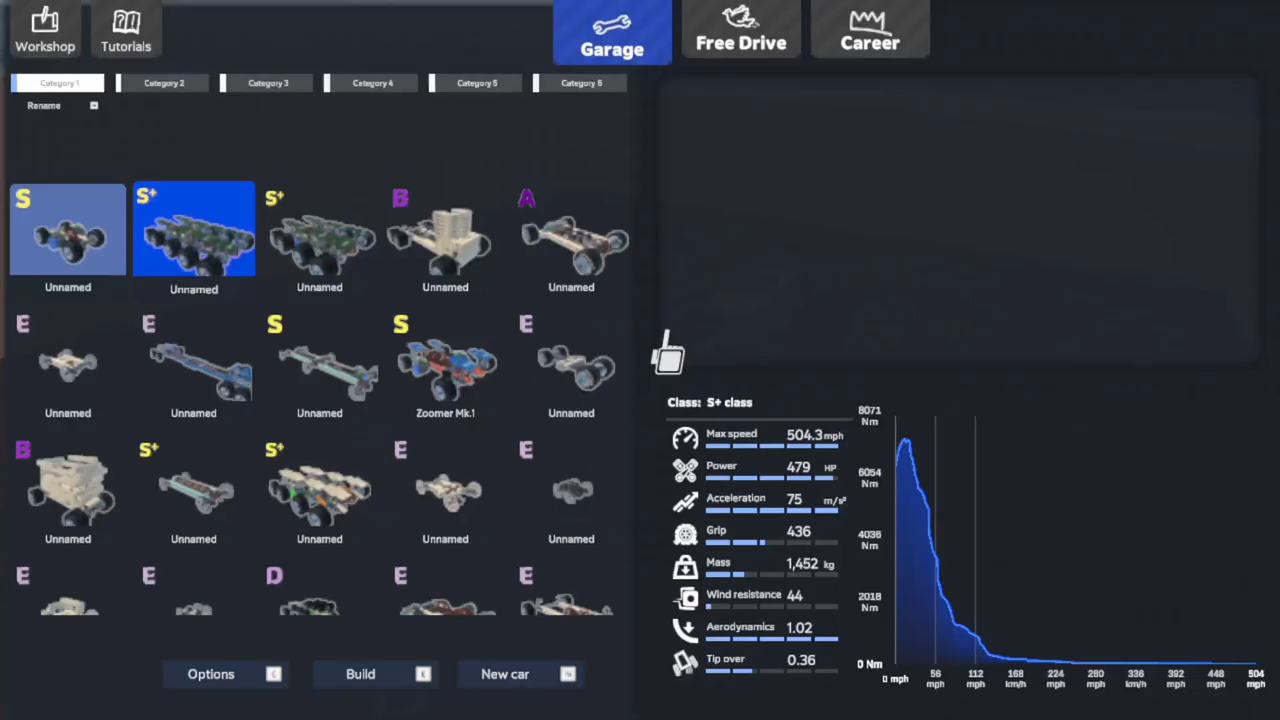 Workshop
Tutorials
Garage
Free Drive
Career
Category 1
Category 2
Category 3
Category 4
Category 5
Category 6
Rename
S
S+
S+
B
A
Unnamed
Unnamed
Unnamed
Unnamed
Unnamed
E
E
S
S
E
Unnamed
Unnamed
Unnamed
Zoomer Mk.1
Unnamed
B
S+
S+
E
E
Unnamed
Unnamed
Unnamed
Unnamed
Unnamed
E
E
D
E
E
Options
Build
New car
Class: S+ class
Max speed 504.3 mph
Power 479 HP
Acceleration 75 m/s²
Grip 436
Mass 1,452 kg
Wind resistance 44
Aerodynamics 1.02
Tip over 0.36
8071 Nm
6054 Nm
4036 Nm
2018 Nm
0 Nm
0 mph
56 mph
112 mph
168 km/h
224 mph
280 mph
336 km/h
392 mph
448 mph
504 mph